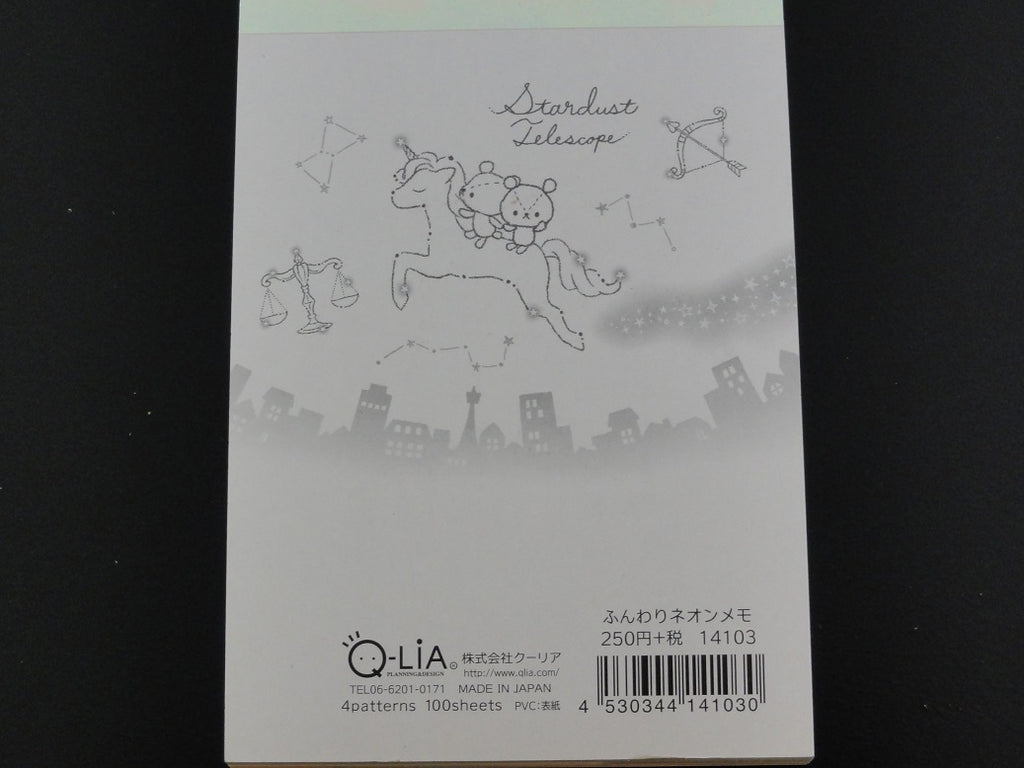 Stardust
Telescope
ふんわりネオンメモ
250円+税 14103
Q-LiA® 株式会社クーリア
PLANNING&DESIGN http://www.qlia.com/
TEL06-6201-0171 MADE IN JAPAN
4patterns 100sheets PVC:表紙
4 530344 141030